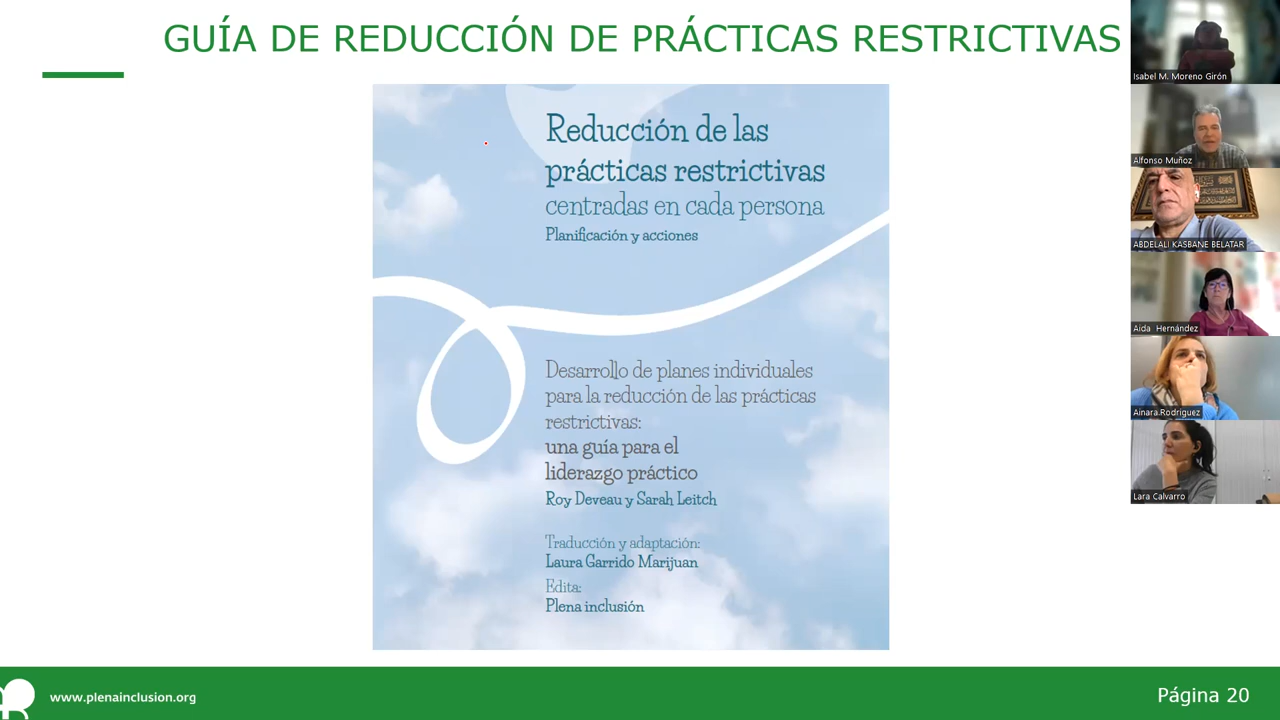 GUÍA DE REDUCCIÓN DE PRÁCTICAS RESTRICTIVAS
Reducción de las
prácticas restrictivas
centradas en cada persona
Planificación y acciones
Desarrollo de planes individuales
para la reducción de las prácticas
restrictivas:
una guía para el
liderazgo práctico
Roy Deveau y Sarah Leitch
Traducción y adaptación:
Laura Garrido Marijuan
Edita:
Plena inclusión
www.plenainclusion.org
Página 20
Isabel M. Moreno Girón
Alfonso Muñoz
ABDELALI KASBANE BELATAR
Aida Hernández
Ainara.Rodriguez
Lara Calvarro